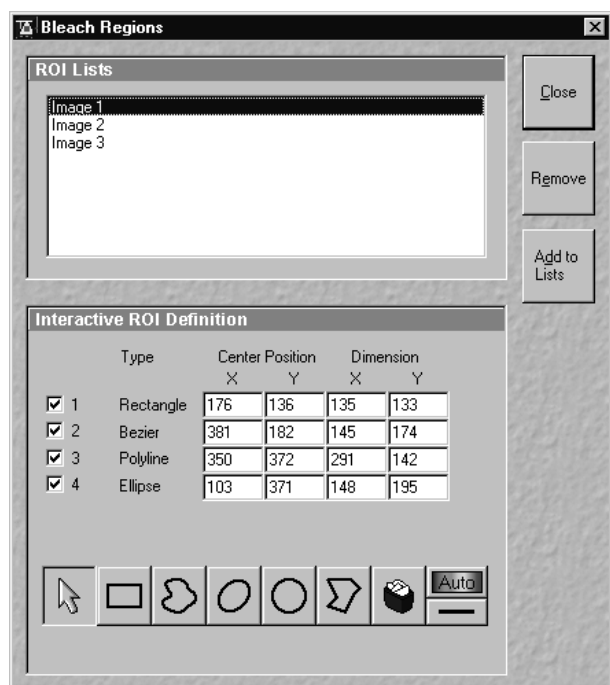 Bleach Regions
ROI Lists
Image 1
Image 2
Image 3
Close
Remove
Add to
Lists
Interactive ROI Definition
Type Center Position Dimension
X Y X Y
1 Rectangle 176 136 135 133
2 Bezier 381 182 145 174
3 Polyline 350 372 291 142
4 Ellipse 103 371 148 195
Auto